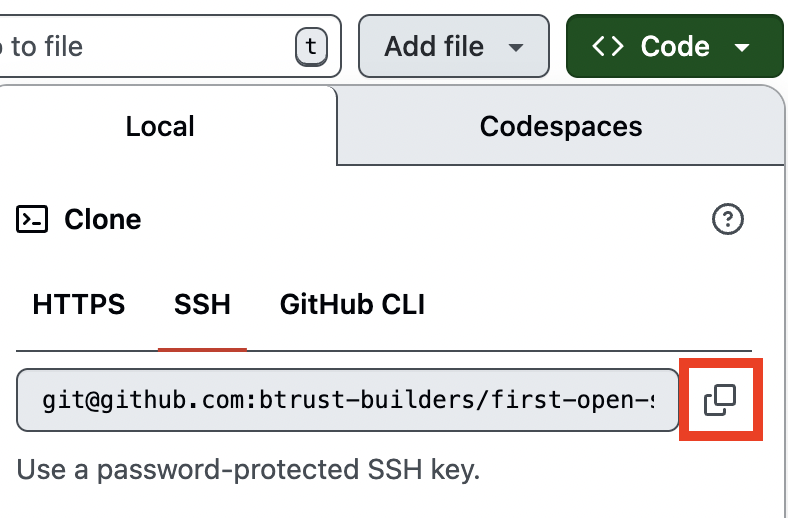 to file t Add file Code
Local Codespaces
Clone
HTTPS SSH GitHub CLI
git@github.com:btrust-builders/first-open-
Use a password-protected SSH key.